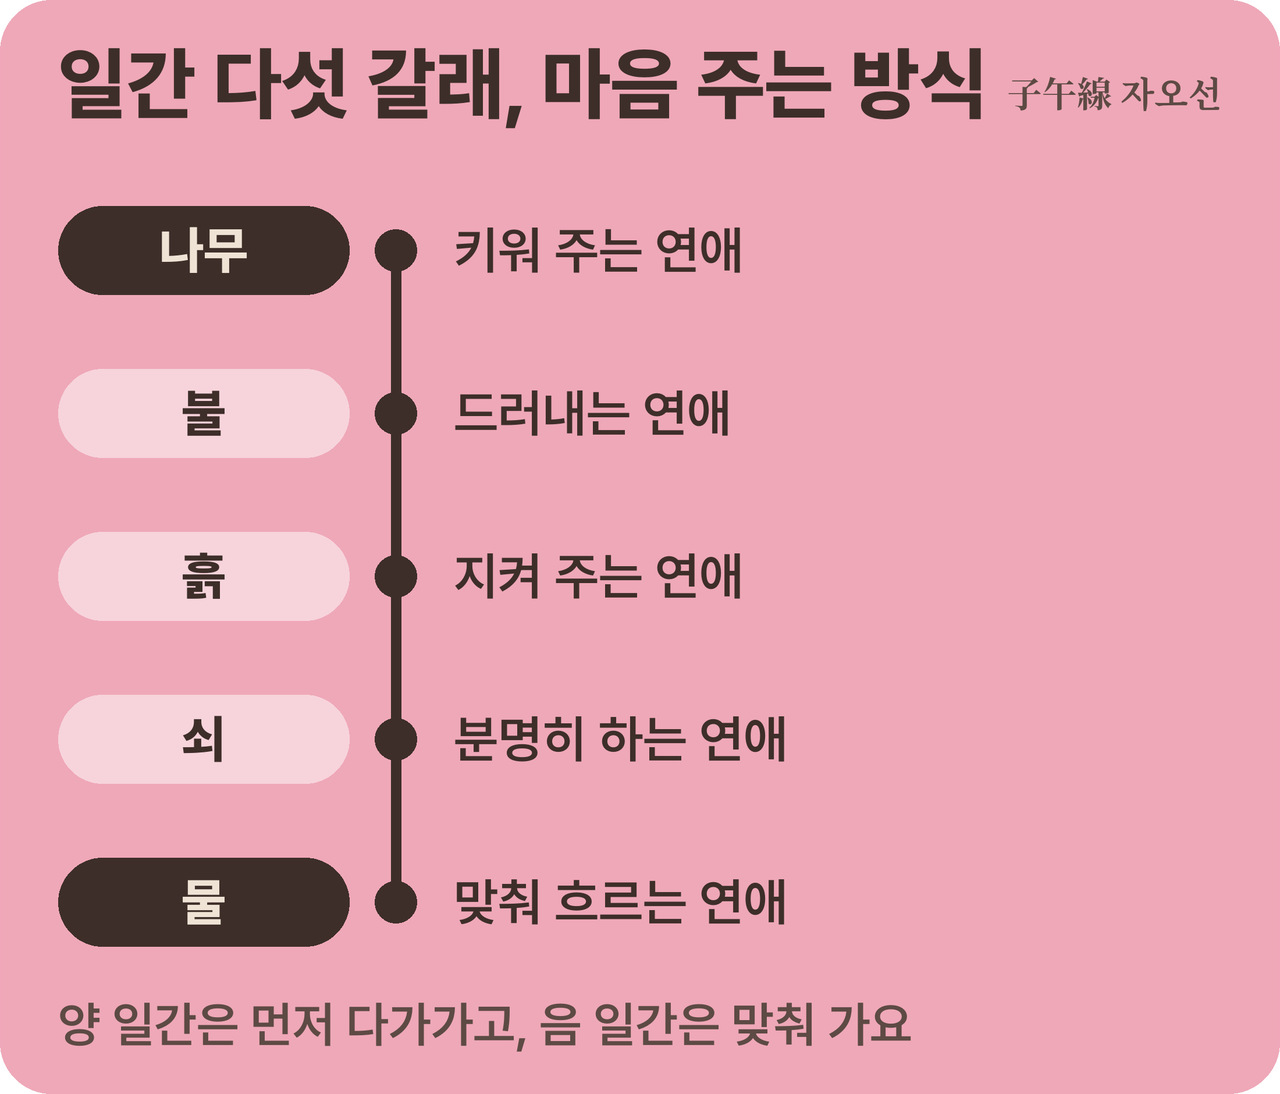 일간 다섯 갈래, 마음 주는 방식 子午線 자오선
나무 키워 주는 연애
불 드러내는 연애
흙 지켜 주는 연애
쇠 분명히 하는 연애
물 맞춰 흐르는 연애
양 일간은 먼저 다가가고, 음 일간은 맞춰 가요